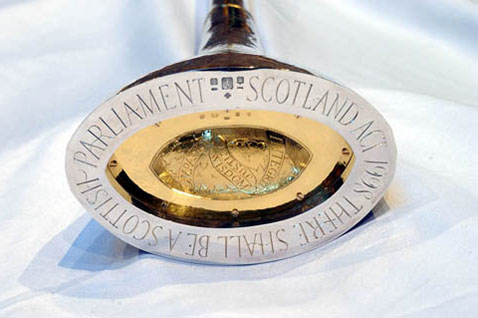 SCOTLAND ACT 1998 THERE SHALL BE A SCOTTISH PARLIAMENT